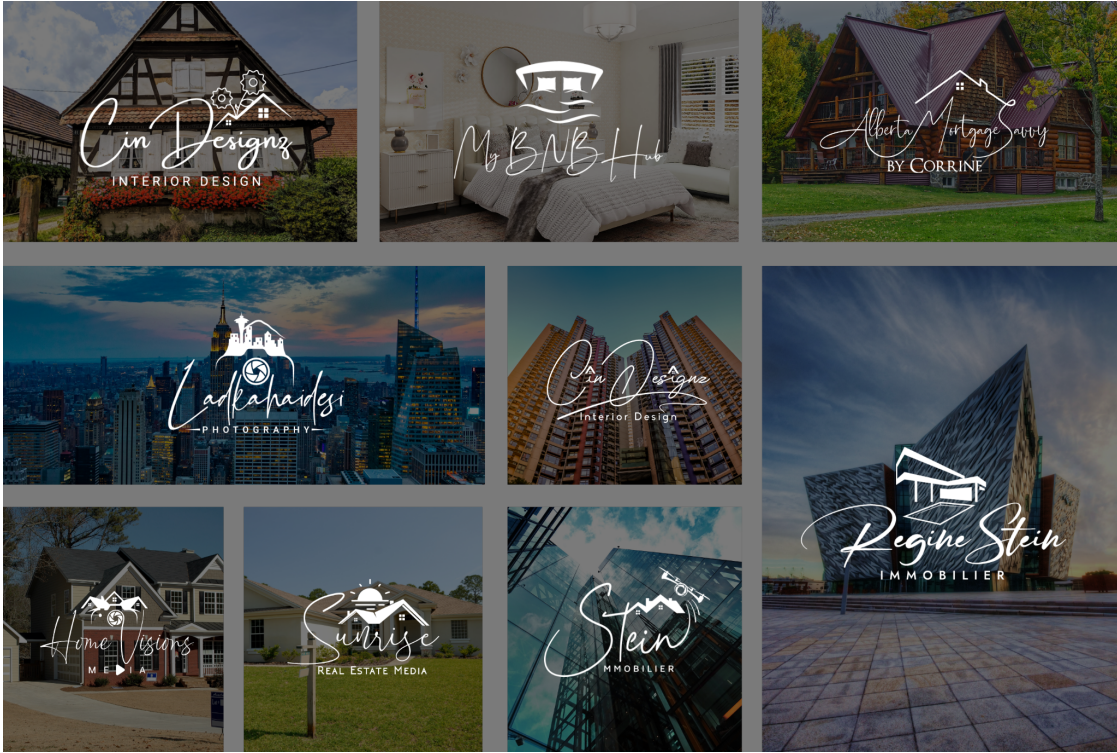 Cin Designz
INTERIOR DESIGN
My BNB Hub
Alberta Mortgage Savvy
BY CORRINE
Ladkahaidesi
PHOTOGRAPHY
Cin Designz
Interior Design
Regine Stein
IMMOBILIER
Home Visions
M E D I A
Sunrise
REAL ESTATE MEDIA
Stein
IMMOBILIER